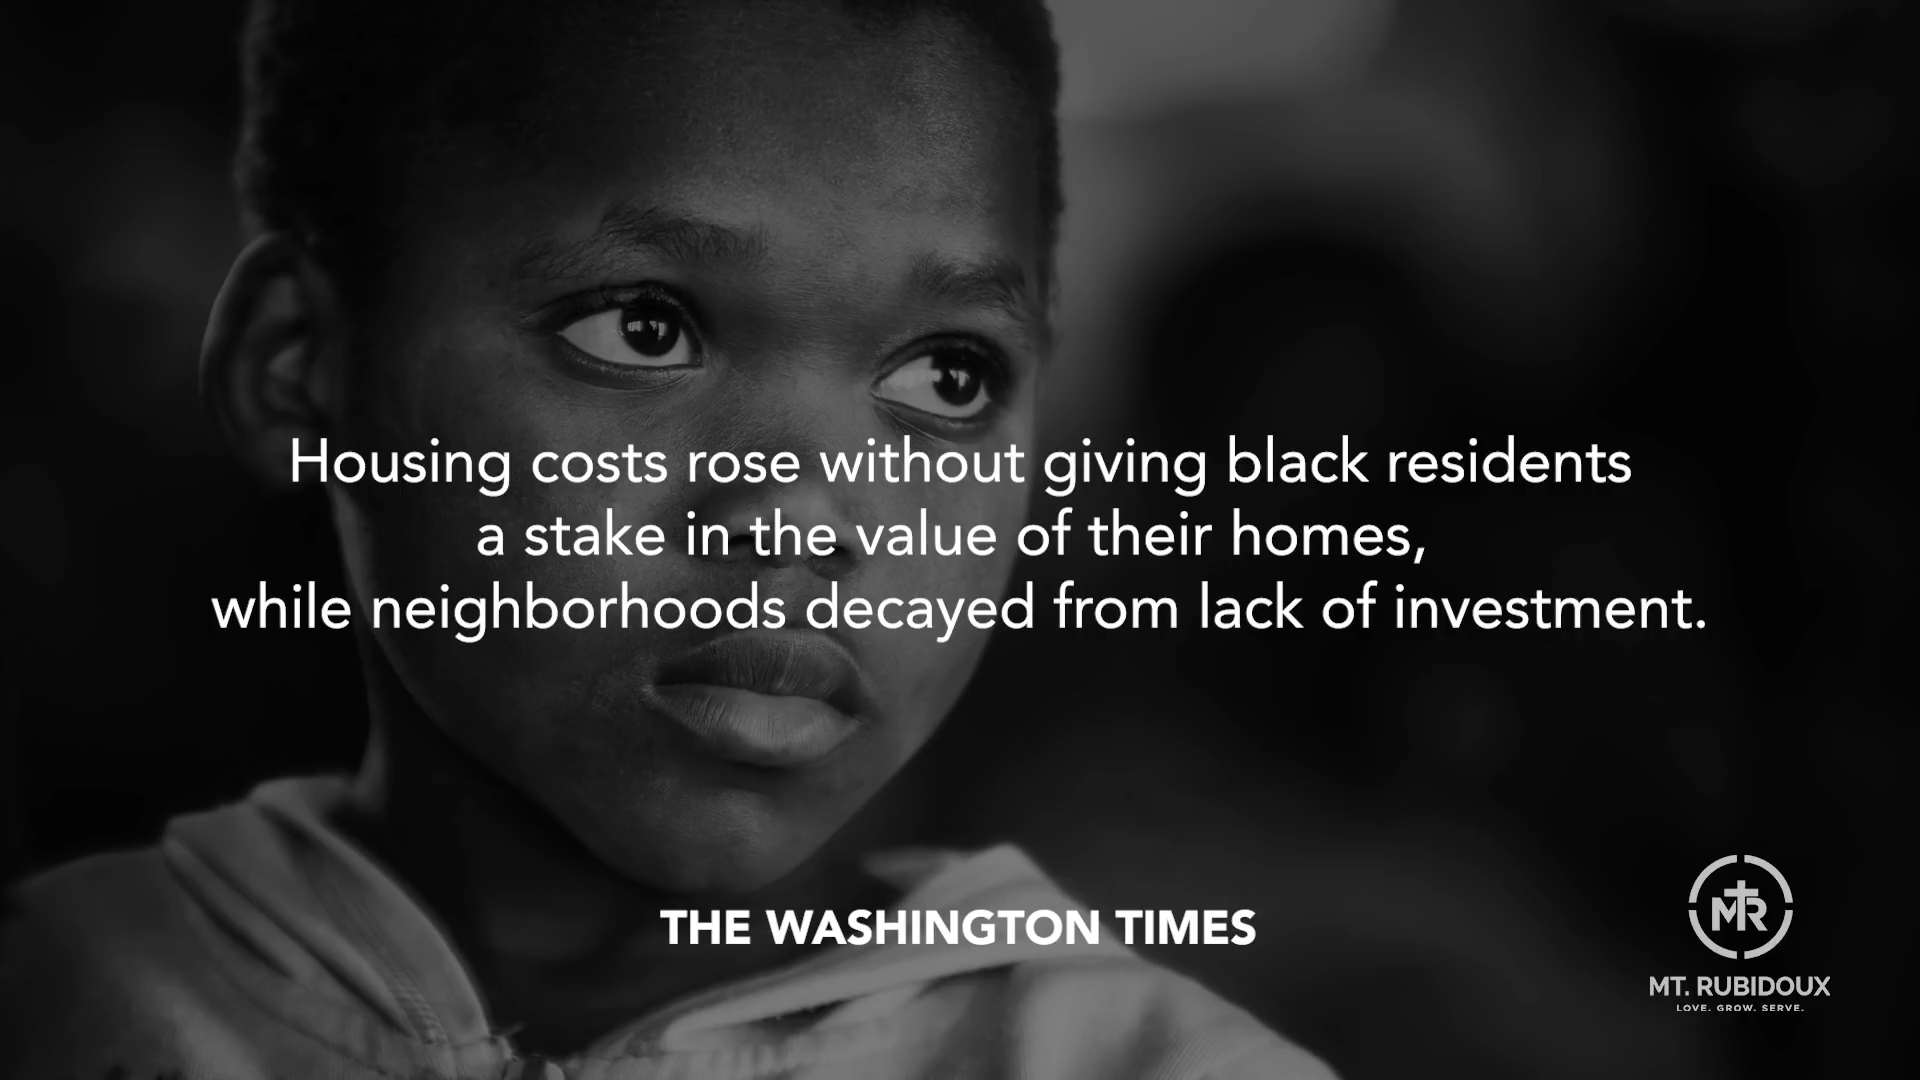 Housing costs rose without giving black residents
a stake in the value of their homes,
while neighborhoods decayed from lack of investment.
THE WASHINGTON TIMES
MR
MT. RUBIDOUX
LOVE. GROW. SERVE.